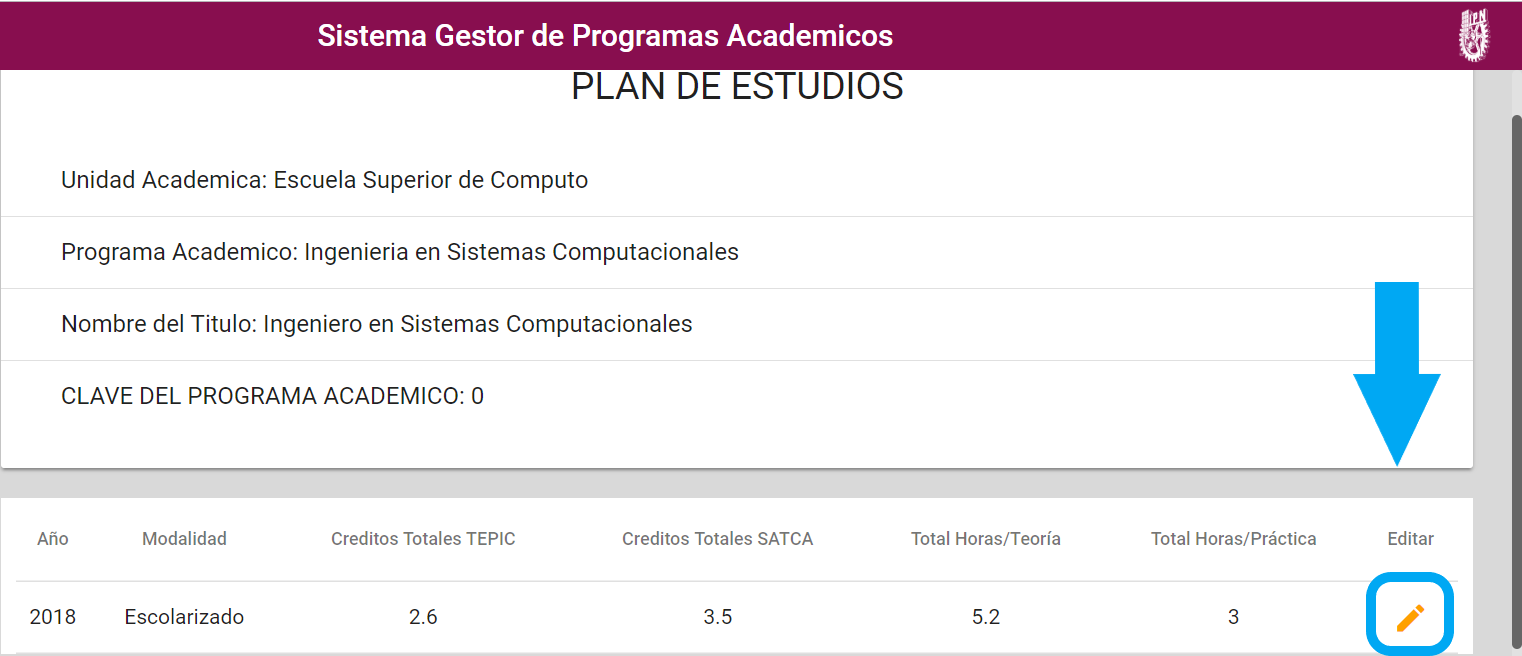 Sistema Gestor de Programas Academicos
IPN
PLAN DE ESTUDIOS
Unidad Academica: Escuela Superior de Computo
Programa Academico: Ingenieria en Sistemas Computacionales
Nombre del Titulo: Ingeniero en Sistemas Computacionales
CLAVE DEL PROGRAMA ACADEMICO: 0
Año Modalidad Creditos Totales TEPIC Creditos Totales SATCA Total Horas/Teoría Total Horas/Práctica Editar
2018 Escolarizado 2.6 3.5 5.2 3